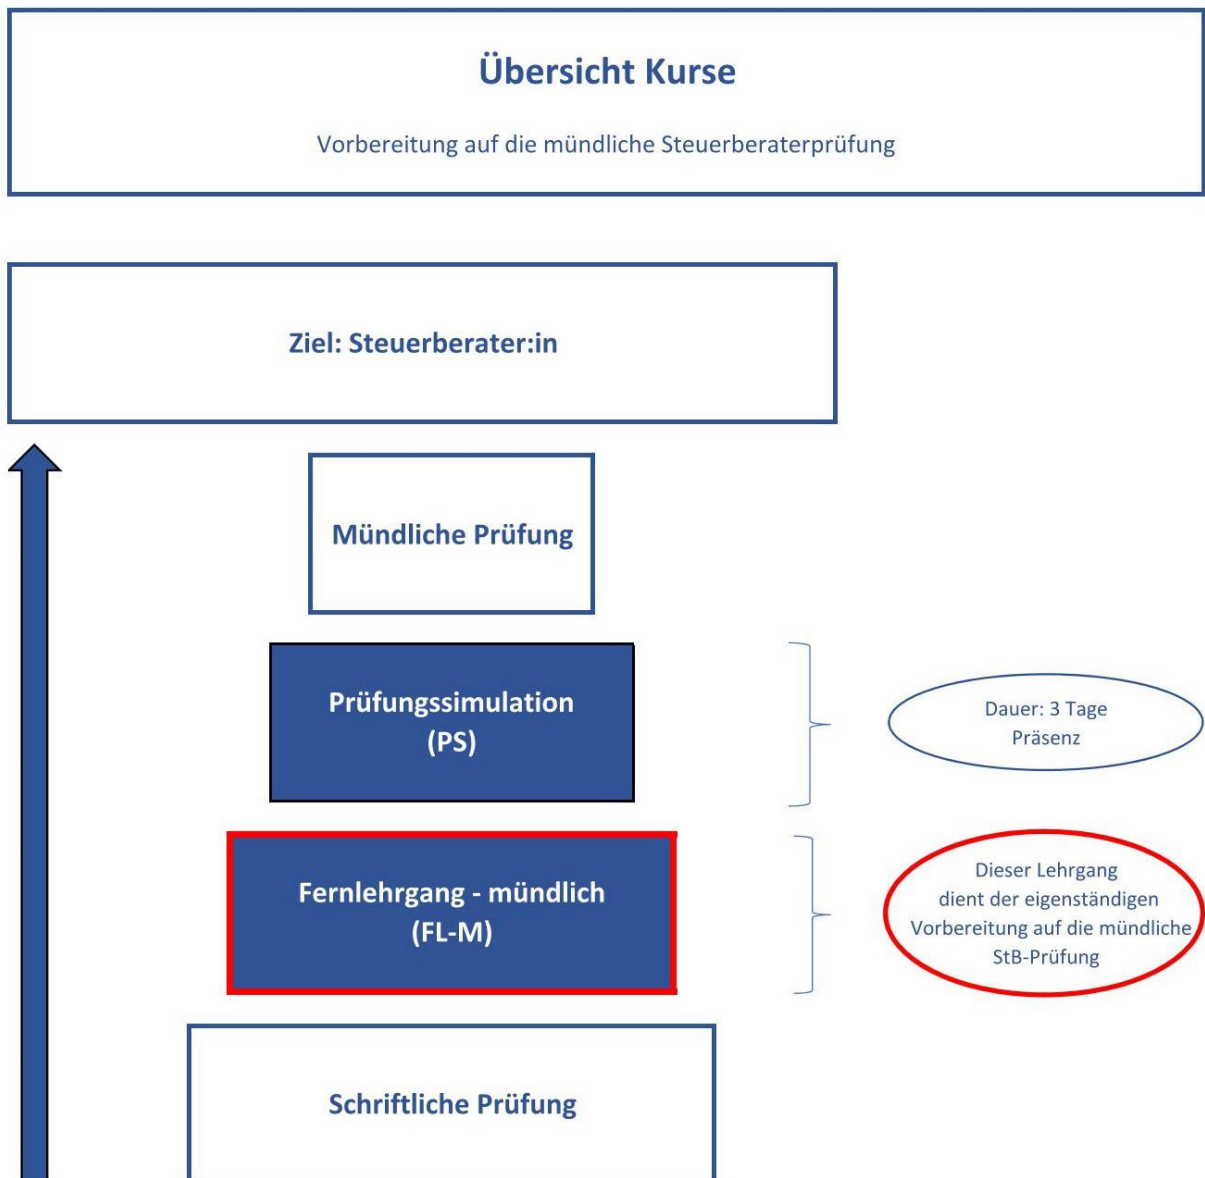 Übersicht Kurse
Vorbereitung auf die mündliche Steuerberaterprüfung
Ziel: Steuerberater:in
Mündliche Prüfung
Prüfungssimulation
(PS)
Dauer: 3 Tage
Präsenz
Fernlehrgang - mündlich
(FL-M)
Dieser Lehrgang
dient der eigenständigen
Vorbereitung auf die mündliche
StB-Prüfung
Schriftliche Prüfung